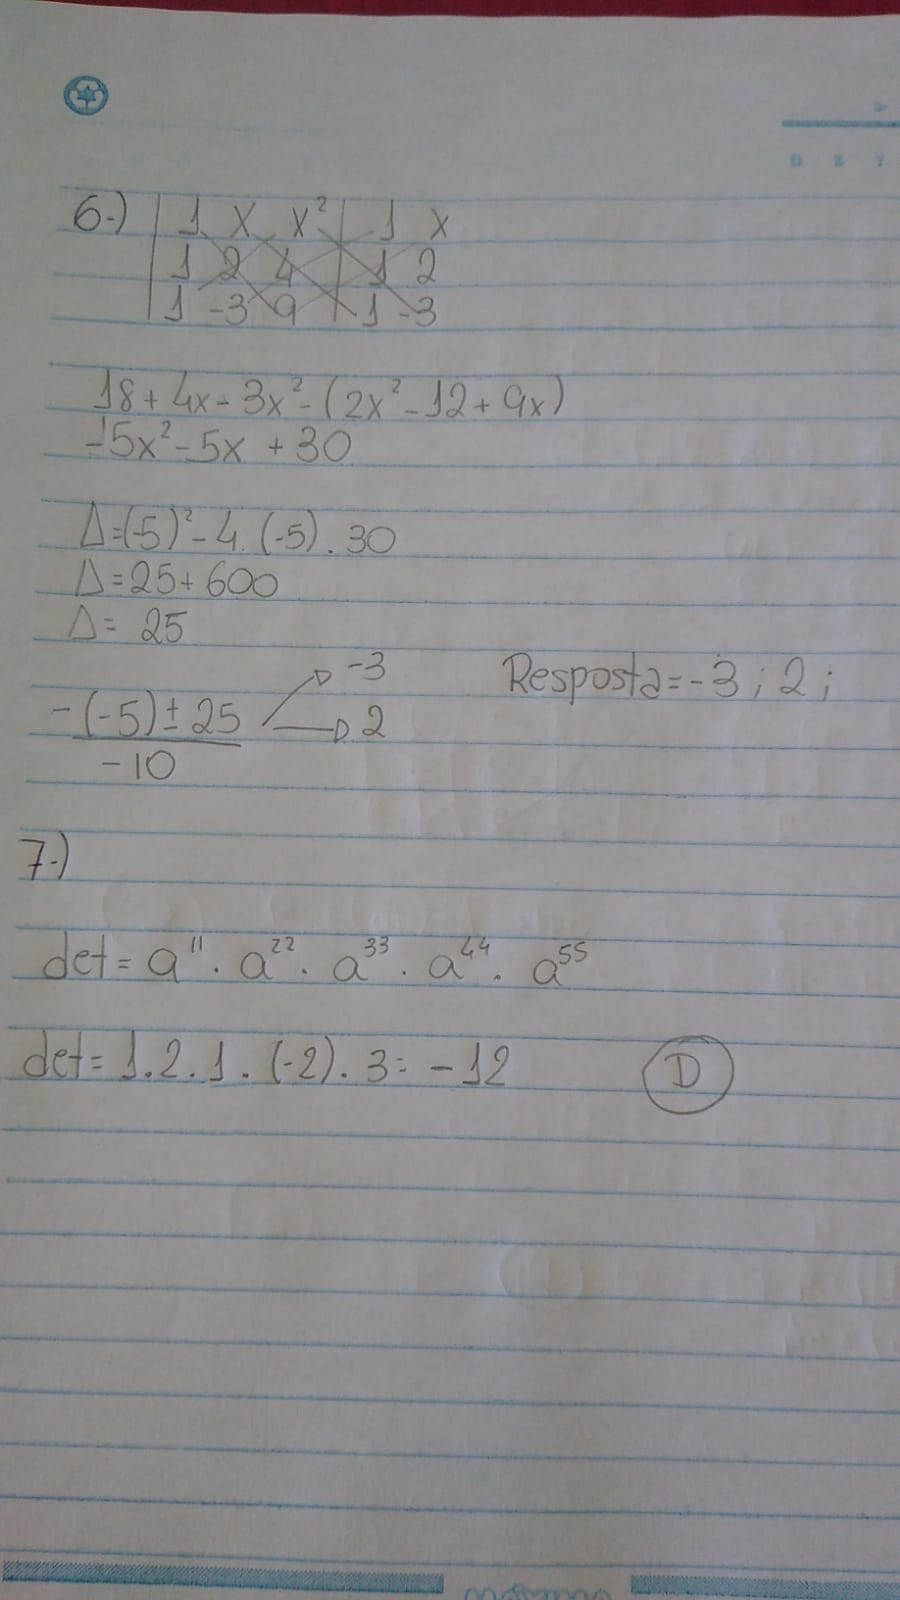 6-) | 1 x x² | 1 x
| 1 2 4 | 1 2
| 1 -3 9 | 1 -3
18 + 4x - 3x² - (2x² - 12 + 9x)
-5x² - 5x + 30
Δ=(-5)² - 4. (-5) . 30
Δ = 25 + 600
Δ = 25
-3
-(-5) ± 25 2
-10
Resposta = -3 ; 2 ;
7-)
det = a¹¹ . a²² . a³³ . a⁴⁴ . a⁵⁵
det = 1.2.1.(-2).3 = -12 D